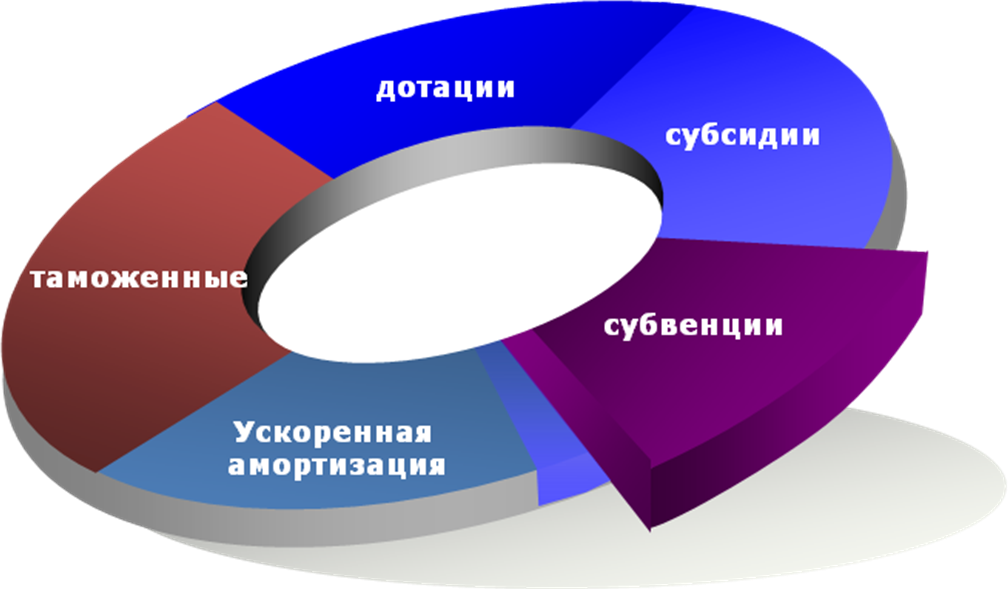 дотации
субсидии
таможенные
субвенции
Ускоренная
амортизация